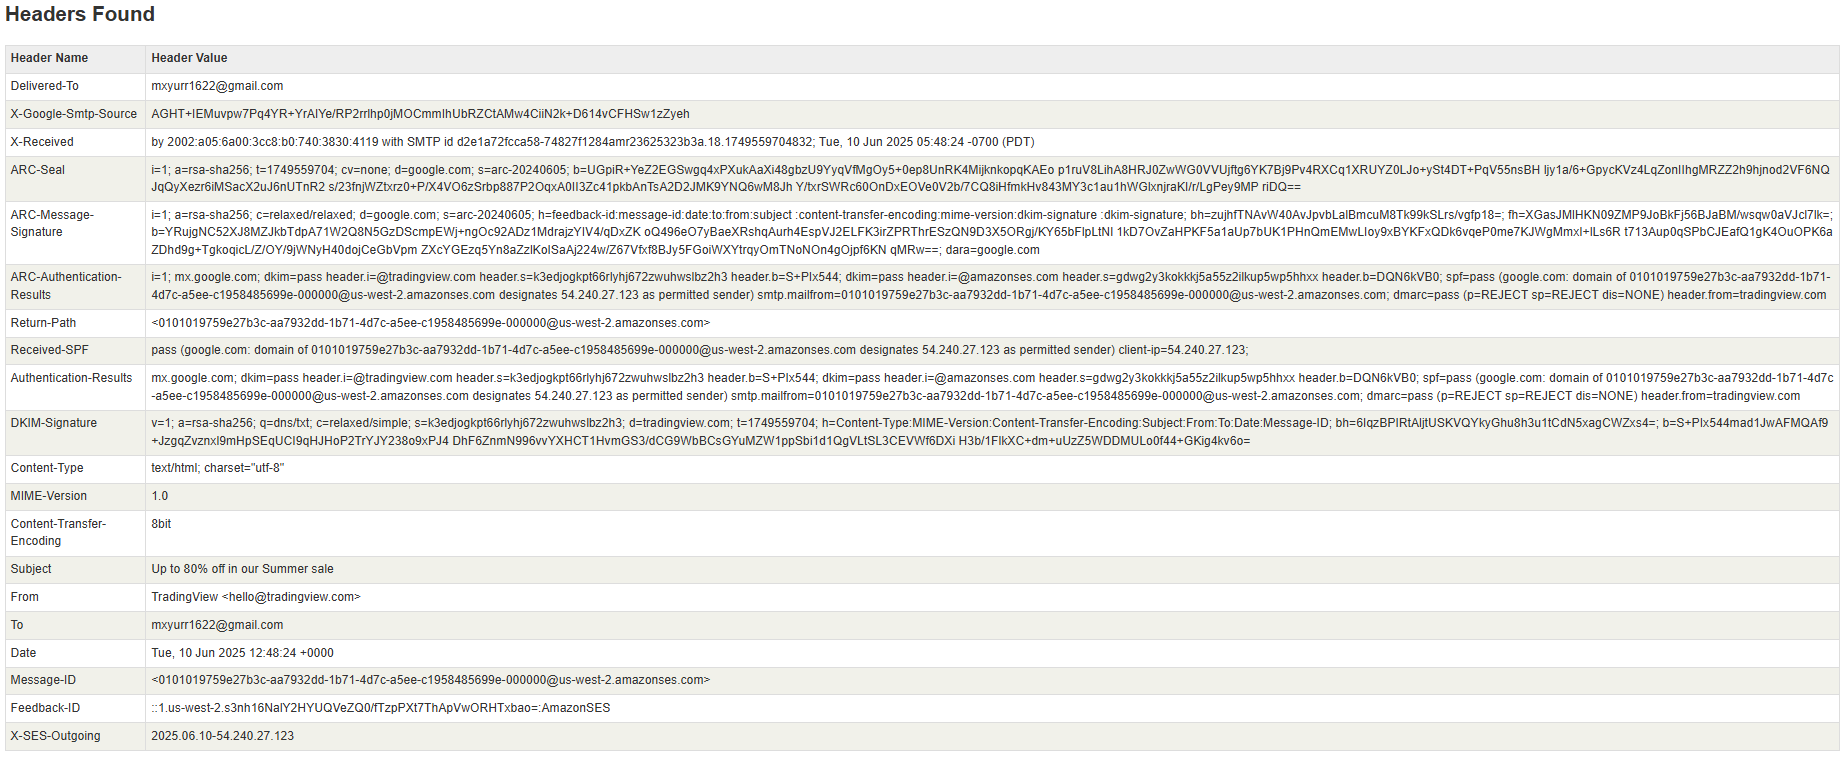 Headers Found
Header Name Header Value
Delivered-To mxyurr1622@gmail.com
X-Google-Smtp-Source AGHT+IEMuvpw7Pq4YR+YrAIYe/RP2rrlhp0jMOCmmIhUbRZCtAMw4CiiN2k+D614vCFHSw1zZyeh
X-Received by 2002:a05:6a00:3cc8:b0:740:3830:4119 with SMTP id d2e1a72fcca58-74827f1284amr23625323b3a.18.1749559704832; Tue, 10 Jun 2025 05:48:24 -0700 (PDT)
ARC-Seal i=1; a=rsa-sha256; t=1749559704; cv=none; d=google.com; s=arc-20240605; b=UGpiR+YeZ2EGSwgq4xPXukAaXi48gbzU9YyqVfMgOy5+0ep8UnRK4MijknkopqKAEo p1ruV8LihA8HRJ0ZwWG0VVUjftg6YK7Bj9Pv4RXCq1XRUYZ0LJo+ySt4DT+PqV55nsBH ljy1a/6+GpycKVz4LqZonIIhgMRZZ2h9hjnod2VF6NQ
JqQyXezr6iMSacX2uJ6nUTnR2 s/23fnjWZtxrz0+P/X4VO6zSrbp887P2OqxA0II3Zc41pkbAnTsA2D2JMK9YNQ6wM8Jh Y/txrSWRc60OnDxEOVe0V2b/7CQ8iHfmkHv843MY3c1au1hWGlxnjraKl/r/LgPey9MP riDQ==
ARC-Message- i=1; a=rsa-sha256; c=relaxed/relaxed; d=google.com; s=arc-20240605; h=feedback-id:message-id:date:to:from:subject :content-transfer-encoding:mime-version:dkim-signature :dkim-signature; bh=zujhfTNAvW40AvJpvbLalBmcuM8Tk99kSLrs/vgfp18=; fh=XGasJMlHKN09ZMP9JoBkFj56BJaBM/wsqw0aVJcl7lk=;
Signature b=YRujgNC52XJ8MZJkbTdpA71W2Q8N5GzDScmpEWj+ngOc92ADz1MdrajzYIV4/qDxZK oQ496eO7yBaeXRshqAurh4EspVJ2ELFK3irZPRThrESzQN9D3X5ORgj/KY65bFlpLtNI 1kD7OvZaHPKF5a1aUp7bUK1PHnQmEMwLIoy9xBYKFxQDk6vqeP0me7KJWgMmxI+ILs6R t713Aup0qSPbCJEafQ1gK4OuOPK6a
ZDhd9g+TgkoqicL/Z/OY/9jWNyH40dojCeGbVpm ZXcYGEzq5Yn8aZzIKolSaAj224w/Z67Vfxf8BJy5FGoiWXYtrqyOmTNoNOn4gOjpf6KN qMRw==; dara=google.com
ARC-Authentication- i=1; mx.google.com; dkim=pass header.i=@tradingview.com header.s=k3edjogkpt66rlyhj672zwuhwslbz2h3 header.b=S+PIx544; dkim=pass header.i=@amazonses.com header.s=gdwg2y3kokkkj5a55z2ilkup5wp5hhxx header.b=DQN6kVB0; spf=pass (google.com: domain of 0101019759e27b3c-aa7932dd-1b71-
Results 4d7c-a5ee-c1958485699e-000000@us-west-2.amazonses.com designates 54.240.27.123 as permitted sender) smtp.mailfrom=0101019759e27b3c-aa7932dd-1b71-4d7c-a5ee-c1958485699e-000000@us-west-2.amazonses.com; dmarc=pass (p=REJECT sp=REJECT dis=NONE) header.from=tradingview.com
Return-Path <0101019759e27b3c-aa7932dd-1b71-4d7c-a5ee-c1958485699e-000000@us-west-2.amazonses.com>
Received-SPF pass (google.com: domain of 0101019759e27b3c-aa7932dd-1b71-4d7c-a5ee-c1958485699e-000000@us-west-2.amazonses.com designates 54.240.27.123 as permitted sender) client-ip=54.240.27.123;
Authentication-Results mx.google.com; dkim=pass header.i=@tradingview.com header.s=k3edjogkpt66rlyhj672zwuhwslbz2h3 header.b=S+PIx544; dkim=pass header.i=@amazonses.com header.s=gdwg2y3kokkkj5a55z2ilkup5wp5hhxx header.b=DQN6kVB0; spf=pass (google.com: domain of 0101019759e27b3c-aa7932dd-1b71-4d7c
-a5ee-c1958485699e-000000@us-west-2.amazonses.com designates 54.240.27.123 as permitted sender) smtp.mailfrom=0101019759e27b3c-aa7932dd-1b71-4d7c-a5ee-c1958485699e-000000@us-west-2.amazonses.com; dmarc=pass (p=REJECT sp=REJECT dis=NONE) header.from=tradingview.com
DKIM-Signature v=1; a=rsa-sha256; q=dns/txt; c=relaxed/simple; s=k3edjogkpt66rlyhj672zwuhwslbz2h3; d=tradingview.com; t=1749559704; h=Content-Type:MIME-Version:Content-Transfer-Encoding:Subject:From:To:Date:Message-ID; bh=6IqzBPIRtAljtUSKVQYkyGhu8h3u1tCdN5xagCWZxs4=; b=S+PIx544mad1JwAFMQAf9
+JzgqZvznxl9mHpSEqUCI9qHJHoP2TrYJY238o9xPJ4 DhF6ZnmN996vvYXHCT1HvmGS3/dCG9WbBCsGYuMZW1ppSbi1d1QgVLtSL3CEVWf6DXi H3b/1FlkXC+dm+uUzZ5WDDMULo0f44+GKig4kv6o=
Content-Type text/html; charset="utf-8"
MIME-Version 1.0
Content-Transfer- 8bit
Encoding
Subject Up to 80% off in our Summer sale
From TradingView <hello@tradingview.com>
To mxyurr1622@gmail.com
Date Tue, 10 Jun 2025 12:48:24 +0000
Message-ID <0101019759e27b3c-aa7932dd-1b71-4d7c-a5ee-c1958485699e-000000@us-west-2.amazonses.com>
Feedback-ID ::1.us-west-2.s3nh16NalY2HYUQVeZQ0/fTzpPXt7ThApVwORHTxbao=:AmazonSES
X-SES-Outgoing 2025.06.10-54.240.27.123